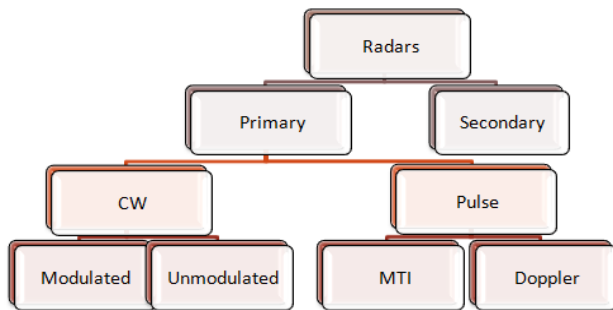 Radars
Primary
Secondary
CW
Pulse
Modulated
Unmodulated
MTI
Doppler